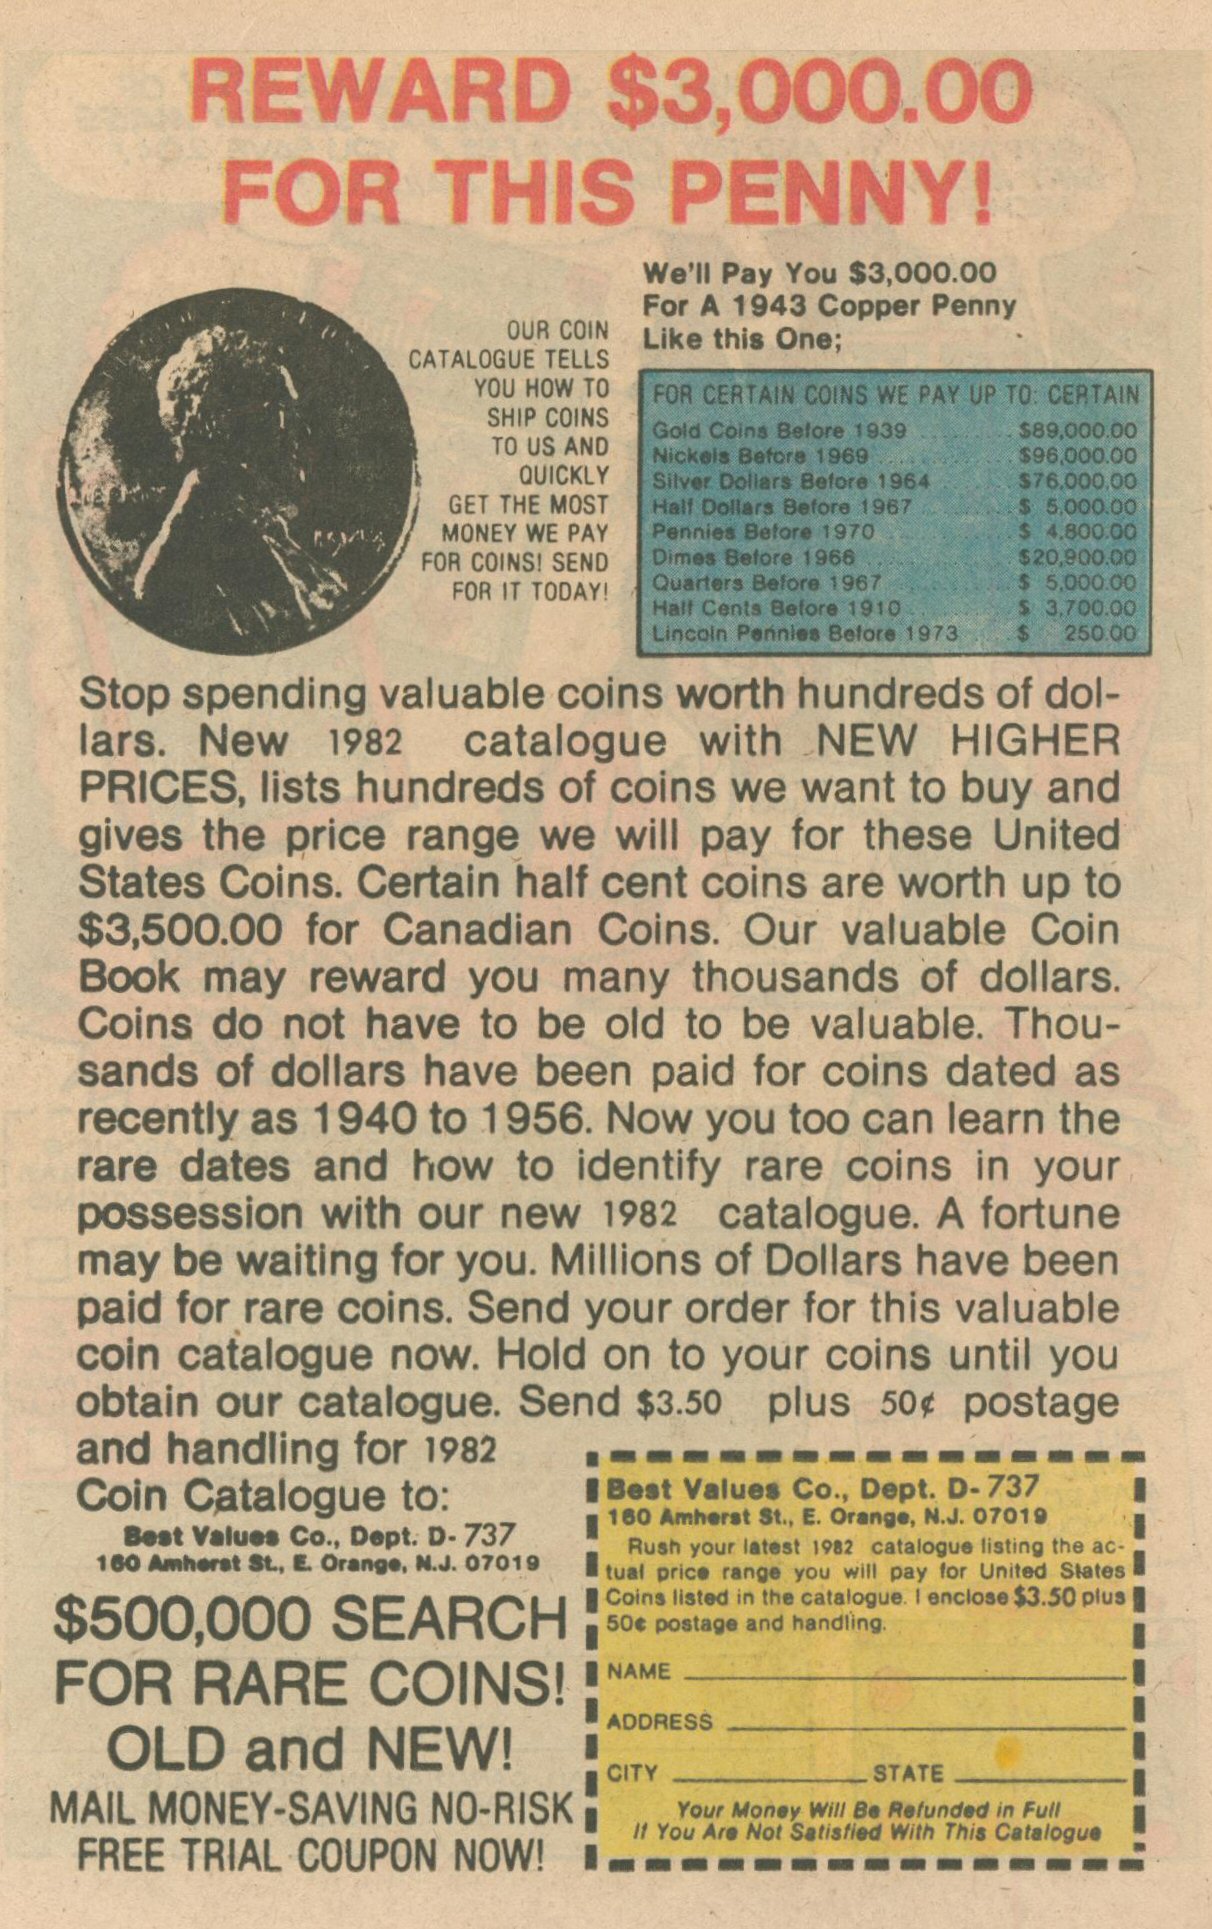 REWARD $3,000.00
FOR THIS PENNY!
OUR COIN
CATALOGUE TELLS
YOU HOW TO
SHIP COINS
TO US AND
QUICKLY
GET THE MOST
MONEY WE PAY
FOR COINS! SEND
FOR IT TODAY!
We'll Pay You $3,000.00
For A 1943 Copper Penny
Like this One;
FOR CERTAIN COINS WE PAY UP TO: CERTAIN
Gold Coins Before 1939 ......... $89,000.00
Nickels Before 1969 ......... $96,000.00
Silver Dollars Before 1964 ....... $76,000.00
Half Dollars Before 1967 ......... $ 5,000.00
Pennies Before 1970 ......... $ 4,800.00
Dimes Before 1966 ......... $20,900.00
Quarters Before 1967 ......... $ 5,000.00
Half Cents Before 1910 ......... $ 3,700.00
Lincoln Pennies Before 1973 .... $ 250.00
Stop spending valuable coins worth hundreds of dol-
lars. New 1982 catalogue with NEW HIGHER
PRICES, lists hundreds of coins we want to buy and
gives the price range we will pay for these United
States Coins. Certain half cent coins are worth up to
$3,500.00 for Canadian Coins. Our valuable Coin
Book may reward you many thousands of dollars.
Coins do not have to be old to be valuable. Thou-
sands of dollars have been paid for coins dated as
recently as 1940 to 1956. Now you too can learn the
rare dates and how to identify rare coins in your
possession with our new 1982 catalogue. A fortune
may be waiting for you. Millions of Dollars have been
paid for rare coins. Send your order for this valuable
coin catalogue now. Hold on to your coins until you
obtain our catalogue. Send $3.50 plus 50¢ postage
and handling for 1982
Coin Catalogue to:
Best Values Co., Dept. D-737
160 Amherst St., E. Orange, N.J. 07019
$500,000 SEARCH
FOR RARE COINS!
OLD and NEW!
MAIL MONEY-SAVING NO-RISK
FREE TRIAL COUPON NOW!
Best Values Co., Dept. D-737
160 Amherst St., E. Orange, N.J. 07019
Rush your latest 1982 catalogue listing the ac-
tual price range you will pay for United States
Coins listed in the catalogue. I enclose $3.50 plus
50¢ postage and handling.
NAME
ADDRESS
CITY STATE
Your Money Will Be Refunded in Full
If You Are Not Satisfied With This Catalogue